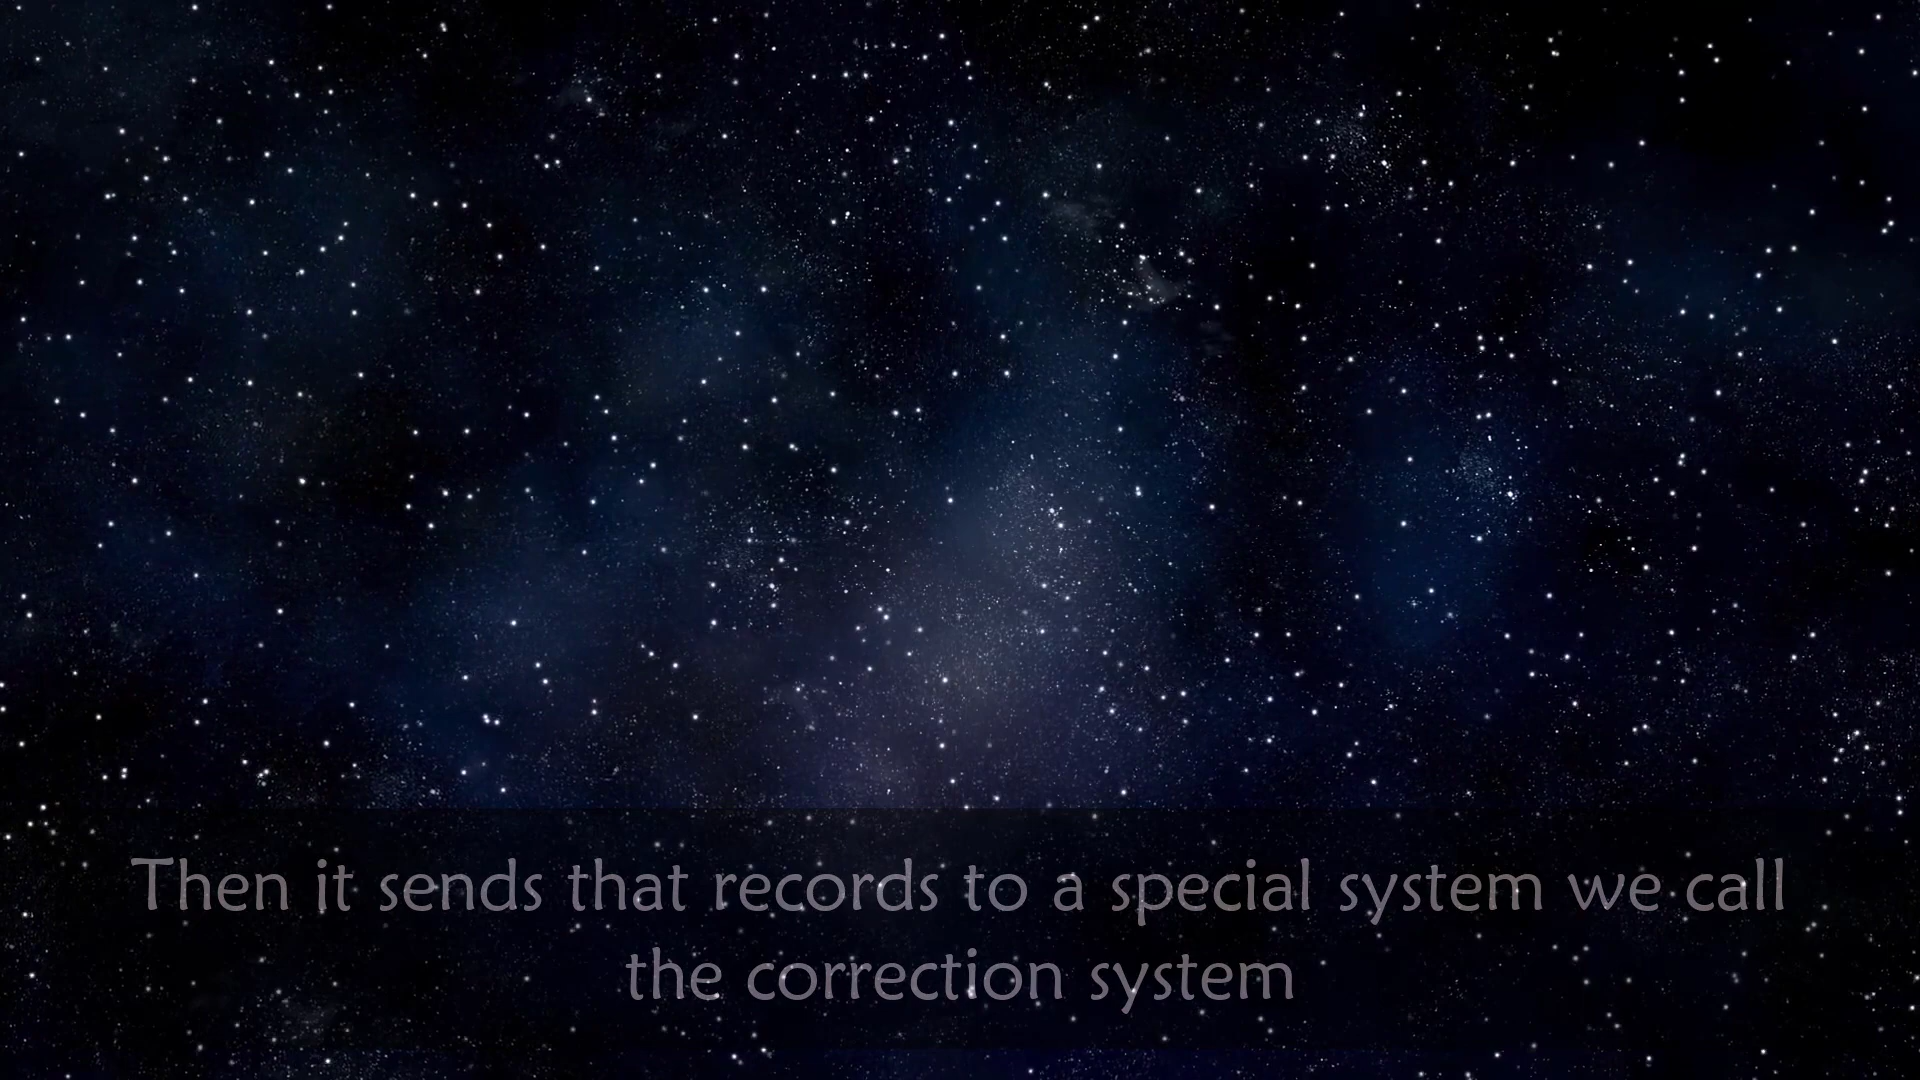 Then it sends that records to a special system we call
the correction system